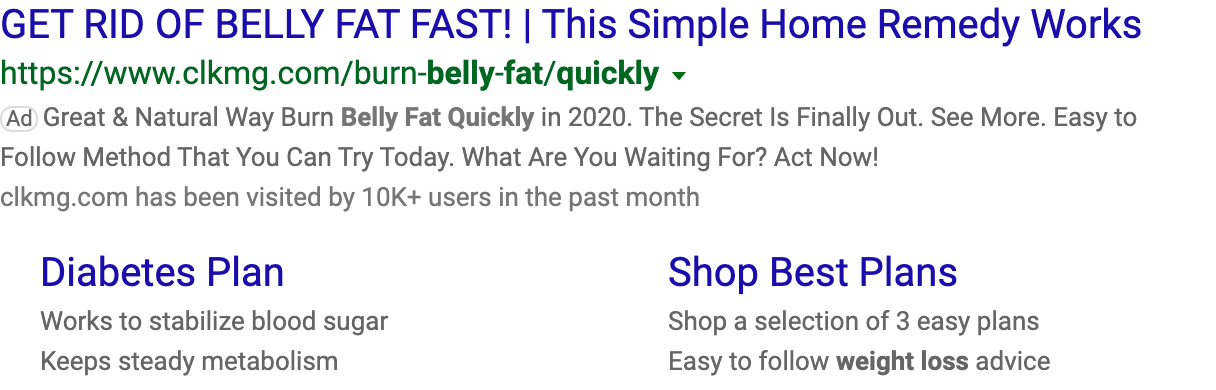 GET RID OF BELLY FAT FAST! | This Simple Home Remedy Works
https://www.clkmg.com/burn-belly-fat/quickly
Ad Great & Natural Way Burn Belly Fat Quickly in 2020. The Secret Is Finally Out. See More. Easy to
Follow Method That You Can Try Today. What Are You Waiting For? Act Now!
clkmg.com has been visited by 10K+ users in the past month
Diabetes Plan
Works to stabilize blood sugar
Keeps steady metabolism
Shop Best Plans
Shop a selection of 3 easy plans
Easy to follow weight loss advice